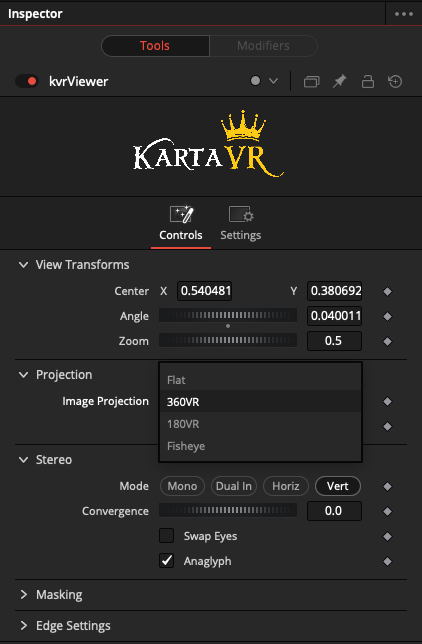 Inspector
Tools Modifiers
kvrViewer
KARTAVR
Controls Settings
View Transforms
Center X 0.540481 Y 0.380692
Angle 0.040011
Zoom 0.5
Projection
Flat
Image Projection 360VR
180VR
Fisheye
Stereo
Mode Mono Dual In Horiz Vert
Convergence 0.0
Swap Eyes
Anaglyph
Masking
Edge Settings